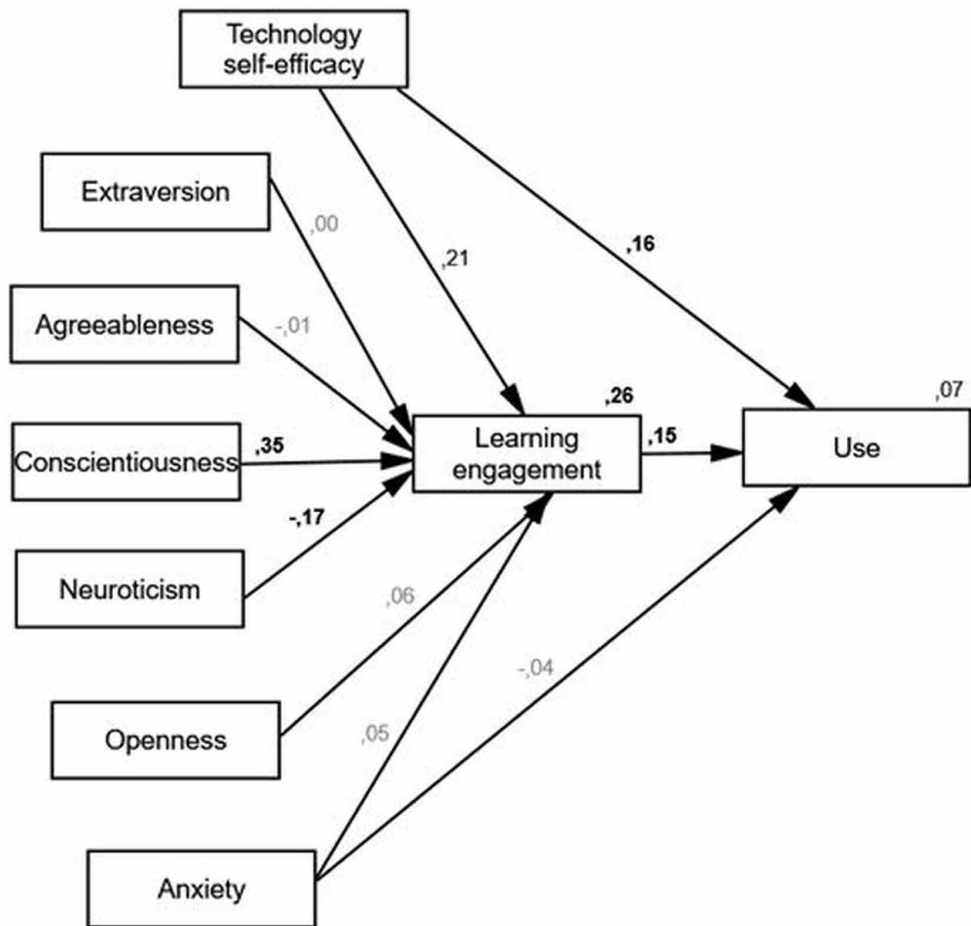 Technology
self-efficacy
Extraversion
,00
,21
,16
Agreeableness
-,01
,26
,07
Conscientiousness
,35
Learning
engagement
,15
Use
-,17
Neuroticism
,06
-,04
Openness
,05
Anxiety